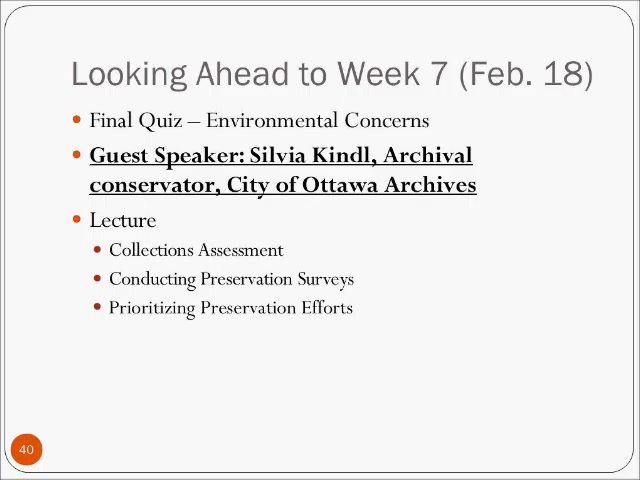 Looking Ahead to Week 7 (Feb. 18)
• Final Quiz – Environmental Concerns
• Guest Speaker: Silvia Kindl, Archival
conservator, City of Ottawa Archives
• Lecture
• Collections Assessment
• Conducting Preservation Surveys
• Prioritizing Preservation Efforts
40